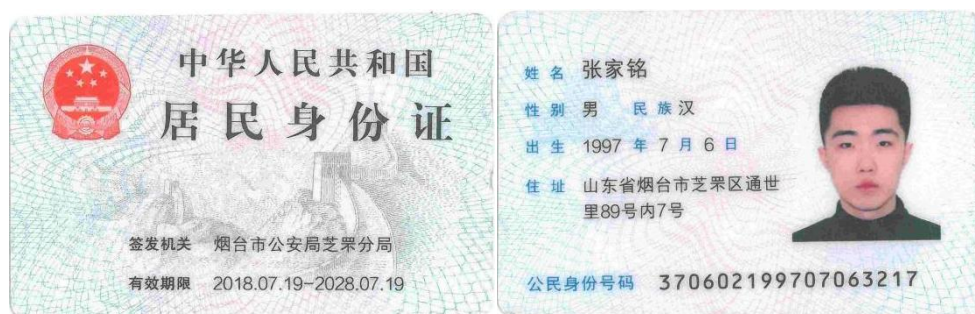 中华人民共和国
居民身份证
签发机关 烟台市公安局芝罘分局
有效期限 2018.07.19-2028.07.19
姓名 张家铭
性别 男 民族 汉
出生 1997 年 7 月 6 日
住址 山东省烟台市芝罘区通世
里89号内7号
公民身份号码 370602199707063217